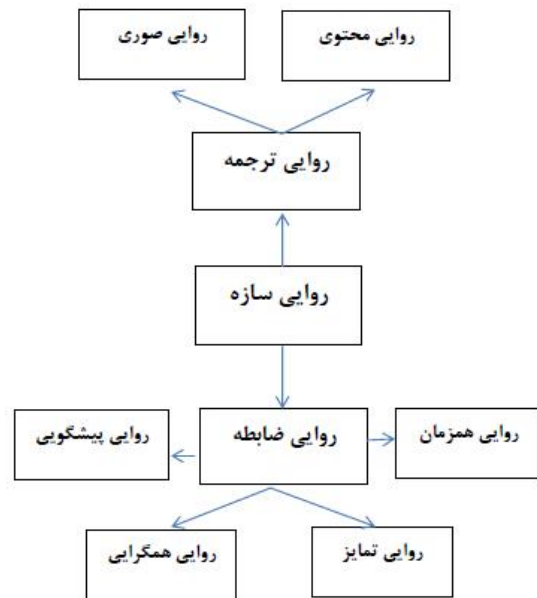 روایی محتوی
روایی صوری
روایی ترجمه
روایی سازه
روایی همزمان
روایی ضابطه
روایی پیشگویی
روایی تمایز
روایی همگرایی